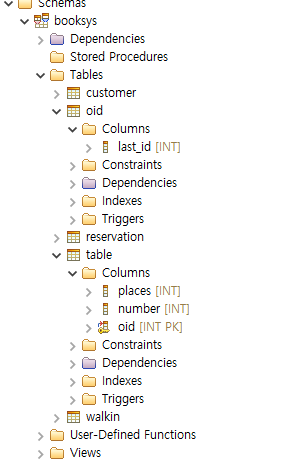 Schemas
booksys
Dependencies
Stored Procedures
Tables
customer
oid
Columns
last_id [INT]
Constraints
Dependencies
Indexes
Triggers
reservation
table
Columns
places [INT]
number [INT]
oid [INT PK]
Constraints
Dependencies
Indexes
Triggers
walkin
User-Defined Functions
Views